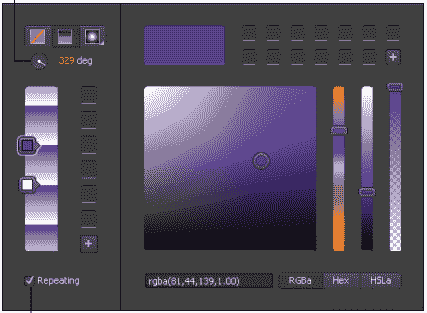 329 deg
Repeating
rgba(81,44,139,1.00)
RGBa
Hex
HSLa